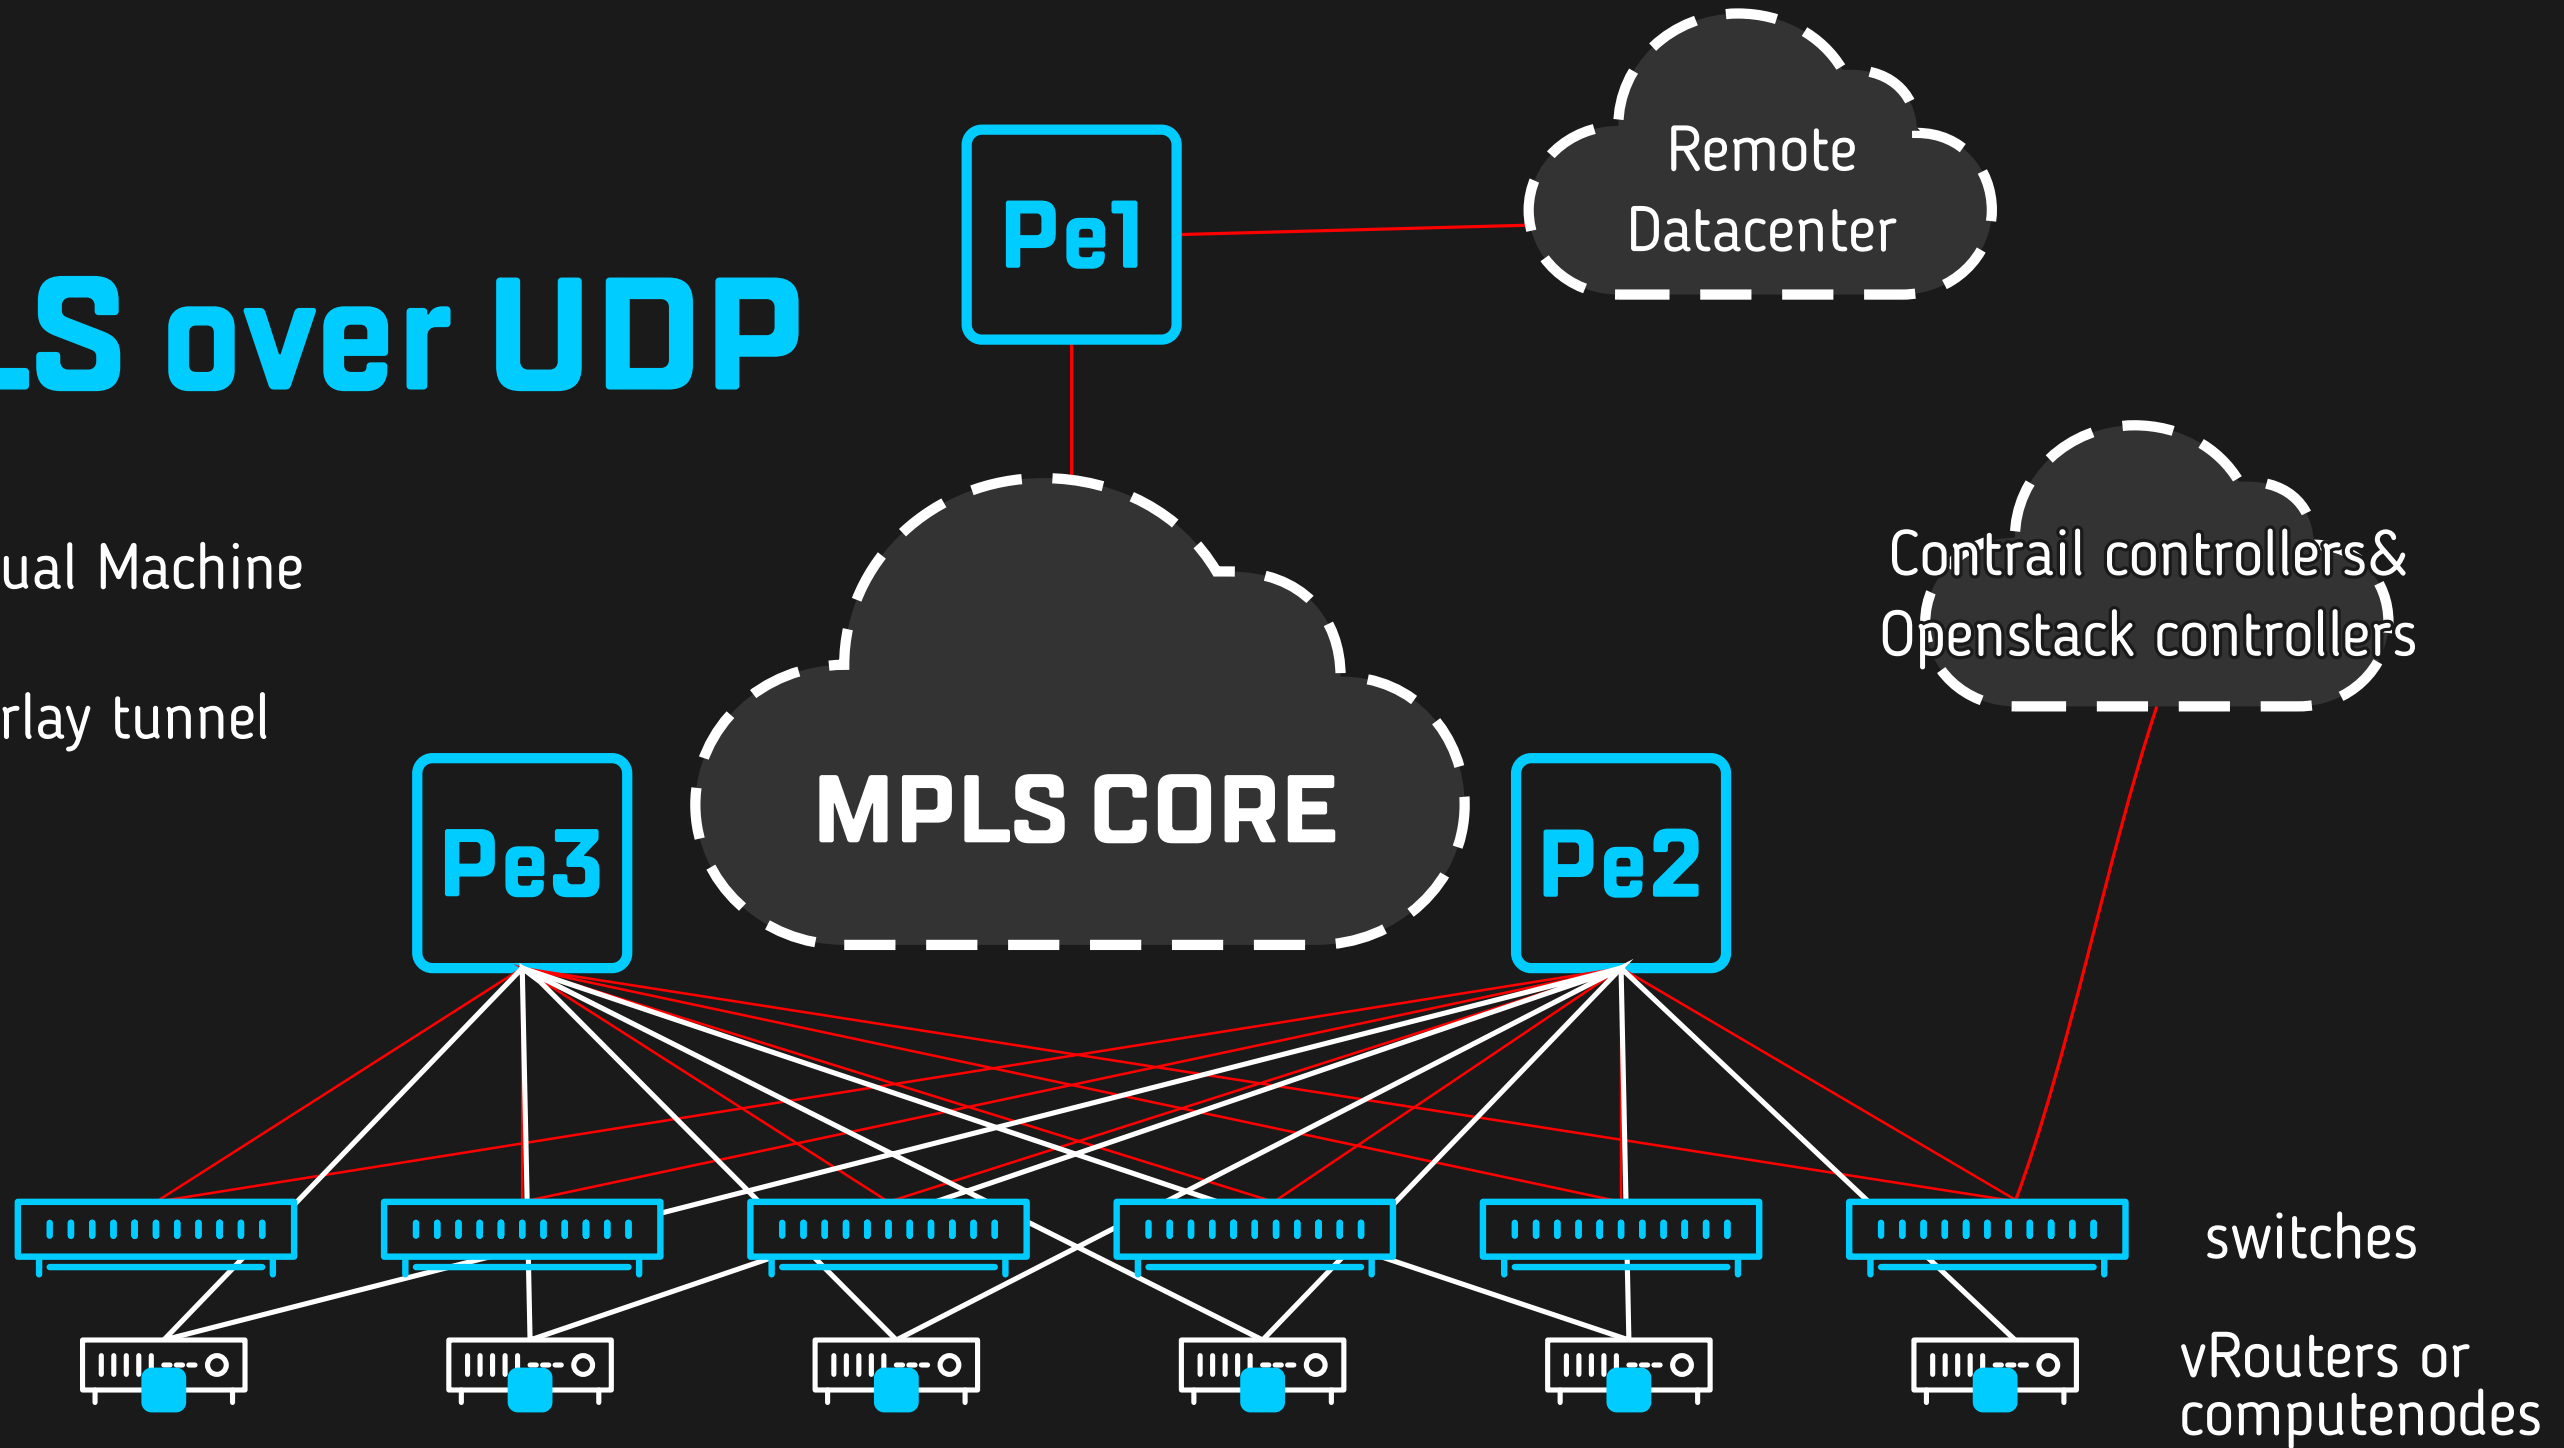 Remote
Datacenter
Pe1
LS over UDP
Contrail controllers&
Openstack controllers
ual Machine
rlay tunnel
MPLS CORE
Pe3
Pe2
switches
vRouters or
computenodes